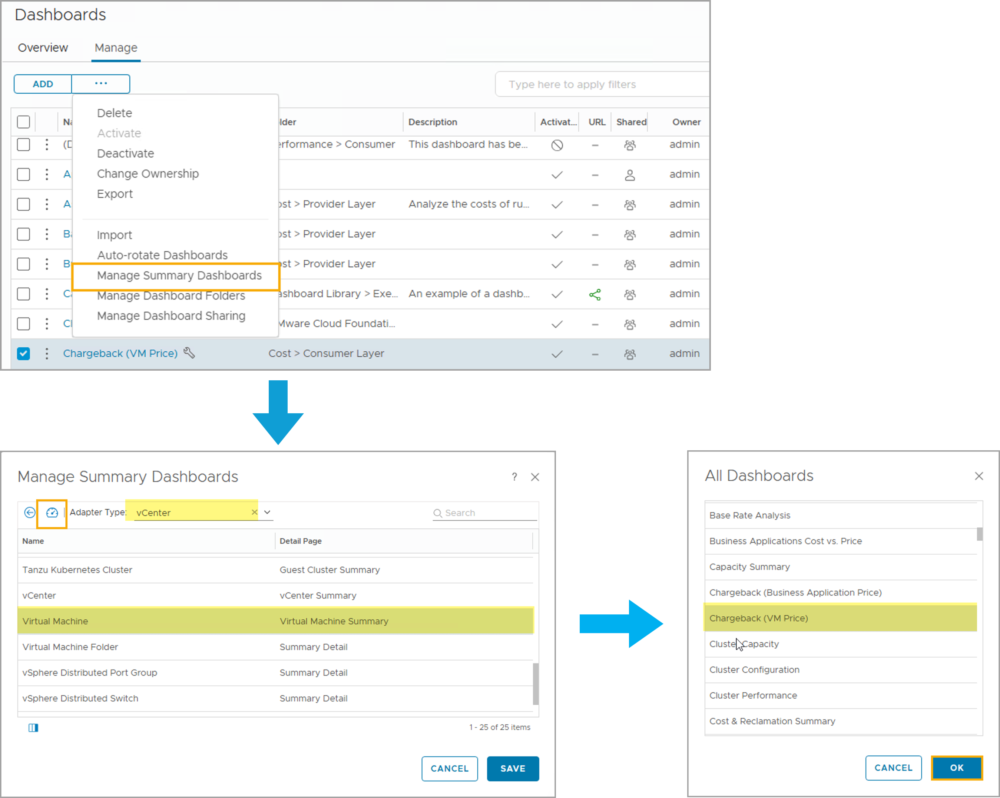 Dashboards
Overview Manage
ADD ...
Type here to apply filters
Delete
Activate
Deactivate
Change Ownership
Export
Import
Auto-rotate Dashboards
Manage Summary Dashboards
Manage Dashboard Folders
Manage Dashboard Sharing
Na lder Description Activat... URL Shared Owner
(D erformance > Consumer This dashboard has be... – admin
A – admin
A ost > Provider Layer Analyze the costs of ru... – admin
Ba ost > Provider Layer – admin
B ost > Provider Layer – admin
Ca ashboard Library > Exe... An example of a dashb... admin
Cl Mware Cloud Foundati... – admin
Chargeback (VM Price) Cost > Consumer Layer – admin
Manage Summary Dashboards ?
Adapter Type: vCenter Search
Name Detail Page
Tanzu Kubernetes Cluster Guest Cluster Summary
vCenter vCenter Summary
Virtual Machine Virtual Machine Summary
Virtual Machine Folder Summary Detail
vSphere Distributed Port Group Summary Detail
vSphere Distributed Switch Summary Detail
1 - 25 of 25 items
CANCEL SAVE
All Dashboards
Base Rate Analysis
Business Applications Cost vs. Price
Capacity Summary
Chargeback (Business Application Price)
Chargeback (VM Price)
Cluster Capacity
Cluster Configuration
Cluster Performance
Cost & Reclamation Summary
CANCEL OK